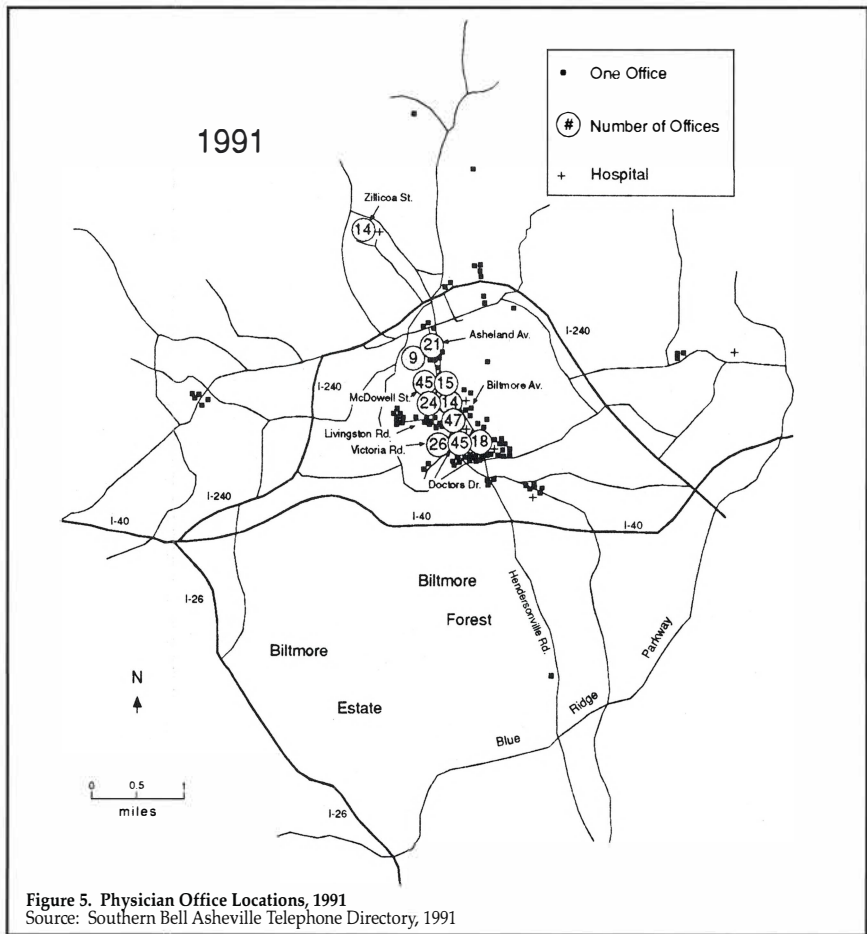 1991
One Office
# Number of Offices
+ Hospital
Zillicoa St.
14
I-240
21
Asheland Av.
9
I-240
45
15
McDowell St.
Biltmore Av.
24
14
47
Livingston Rd.
Victoria Rd.
26
45
18
Doctors Dr.
I-240
I-40
I-40
I-40
I-26
Biltmore
Forest
Hendersonville Rd.
Biltmore
Estate
Blue
Ridge
Parkway
N
0 0.5 1
miles
I-26
Figure 5. Physician Office Locations, 1991
Source: Southern Bell Asheville Telephone Directory, 1991